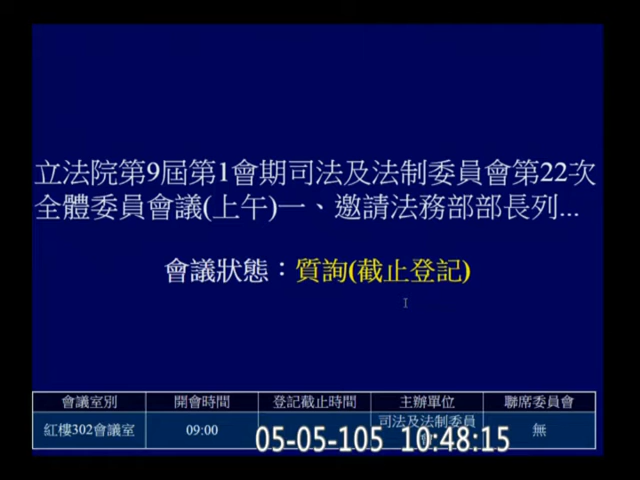 立法院第9屆第1會期司法及法制委員會第22次
全體委員會議(上午)一、邀請法務部部長列...
會議狀態：質詢(截止登記)
會議室別 開會時間 登記截止時間 主辦單位 聯席委員會
紅樓302會議室 09:00 司法及法制委員 無
05-05-105 10:48:15